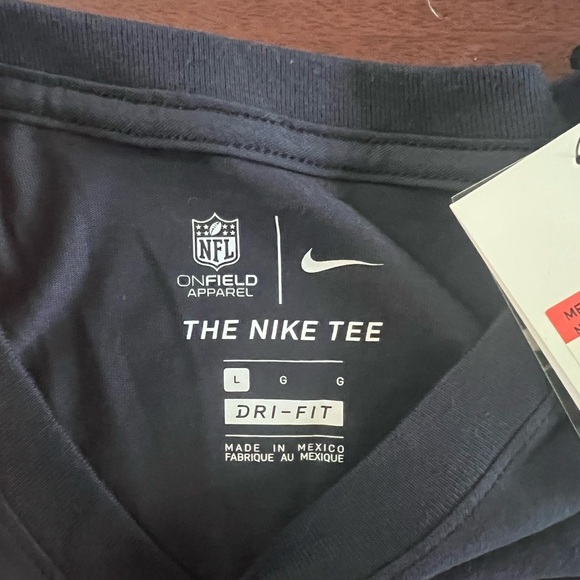 NFL
ONFIELD
APPAREL
THE NIKE TEE
L G G
DRI-FIT
MADE IN MEXICO
FABRIQUE AU MEXIQUE